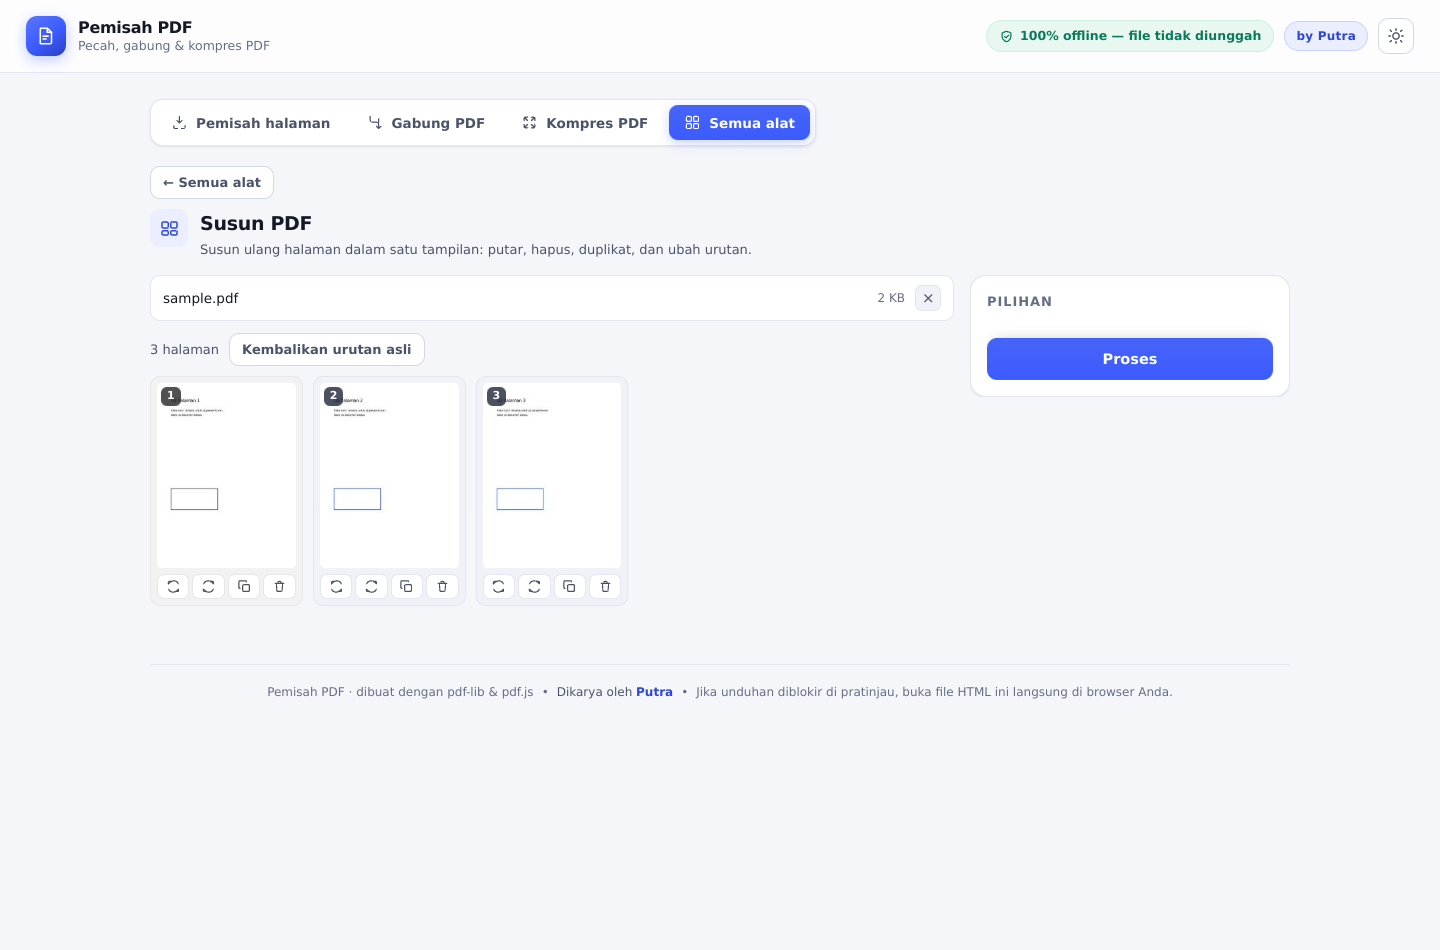 Pemisah PDF
Pecah, gabung & kompres PDF
100% offline — file tidak diunggah
by Putra
Pemisah halaman
Gabung PDF
Kompres PDF
Semua alat
← Semua alat
Susun PDF
Susun ulang halaman dalam satu tampilan: putar, hapus, duplikat, dan ubah urutan.
sample.pdf
2 KB
PILIHAN
Proses
3 halaman
Kembalikan urutan asli
1
2
3
Pemisah PDF · dibuat dengan pdf-lib & pdf.js • Dikarya oleh Putra • Jika unduhan diblokir di pratinjau, buka file HTML ini langsung di browser Anda.